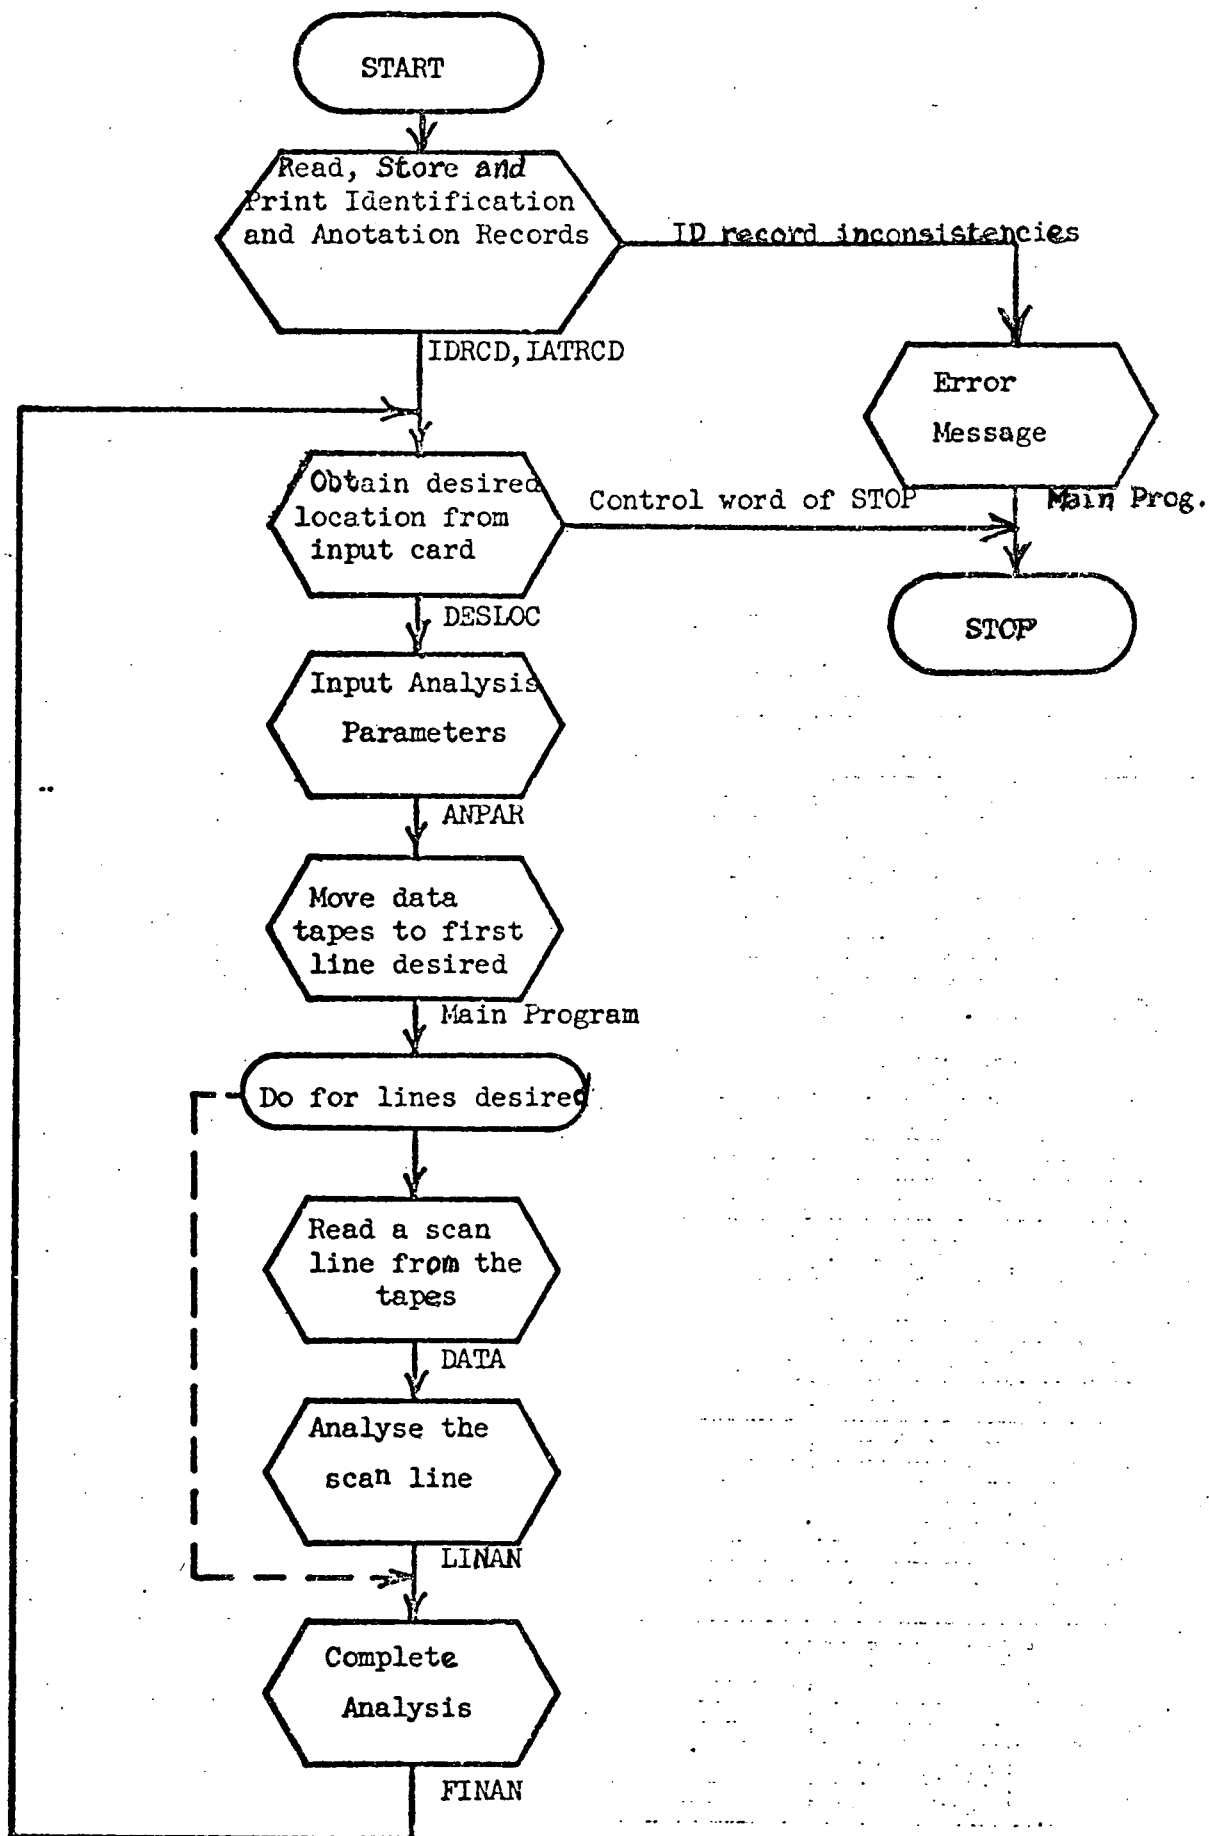 START
Read, Store and
Print Identification
and Anotation Records
ID record inconsistencies
IDRCD, IATRCD
Error
Message
Obtain desired
location from
input card
Control word of STOP
Main Prog.
DESLOC
STOP
Input Analysis
Parameters
ANPAR
Move data
tapes to first
line desired
Main Program
Do for lines desired
Read a scan
line from the
tapes
DATA
Analyse the
scan line
LINAN
Complete
Analysis
FINAN